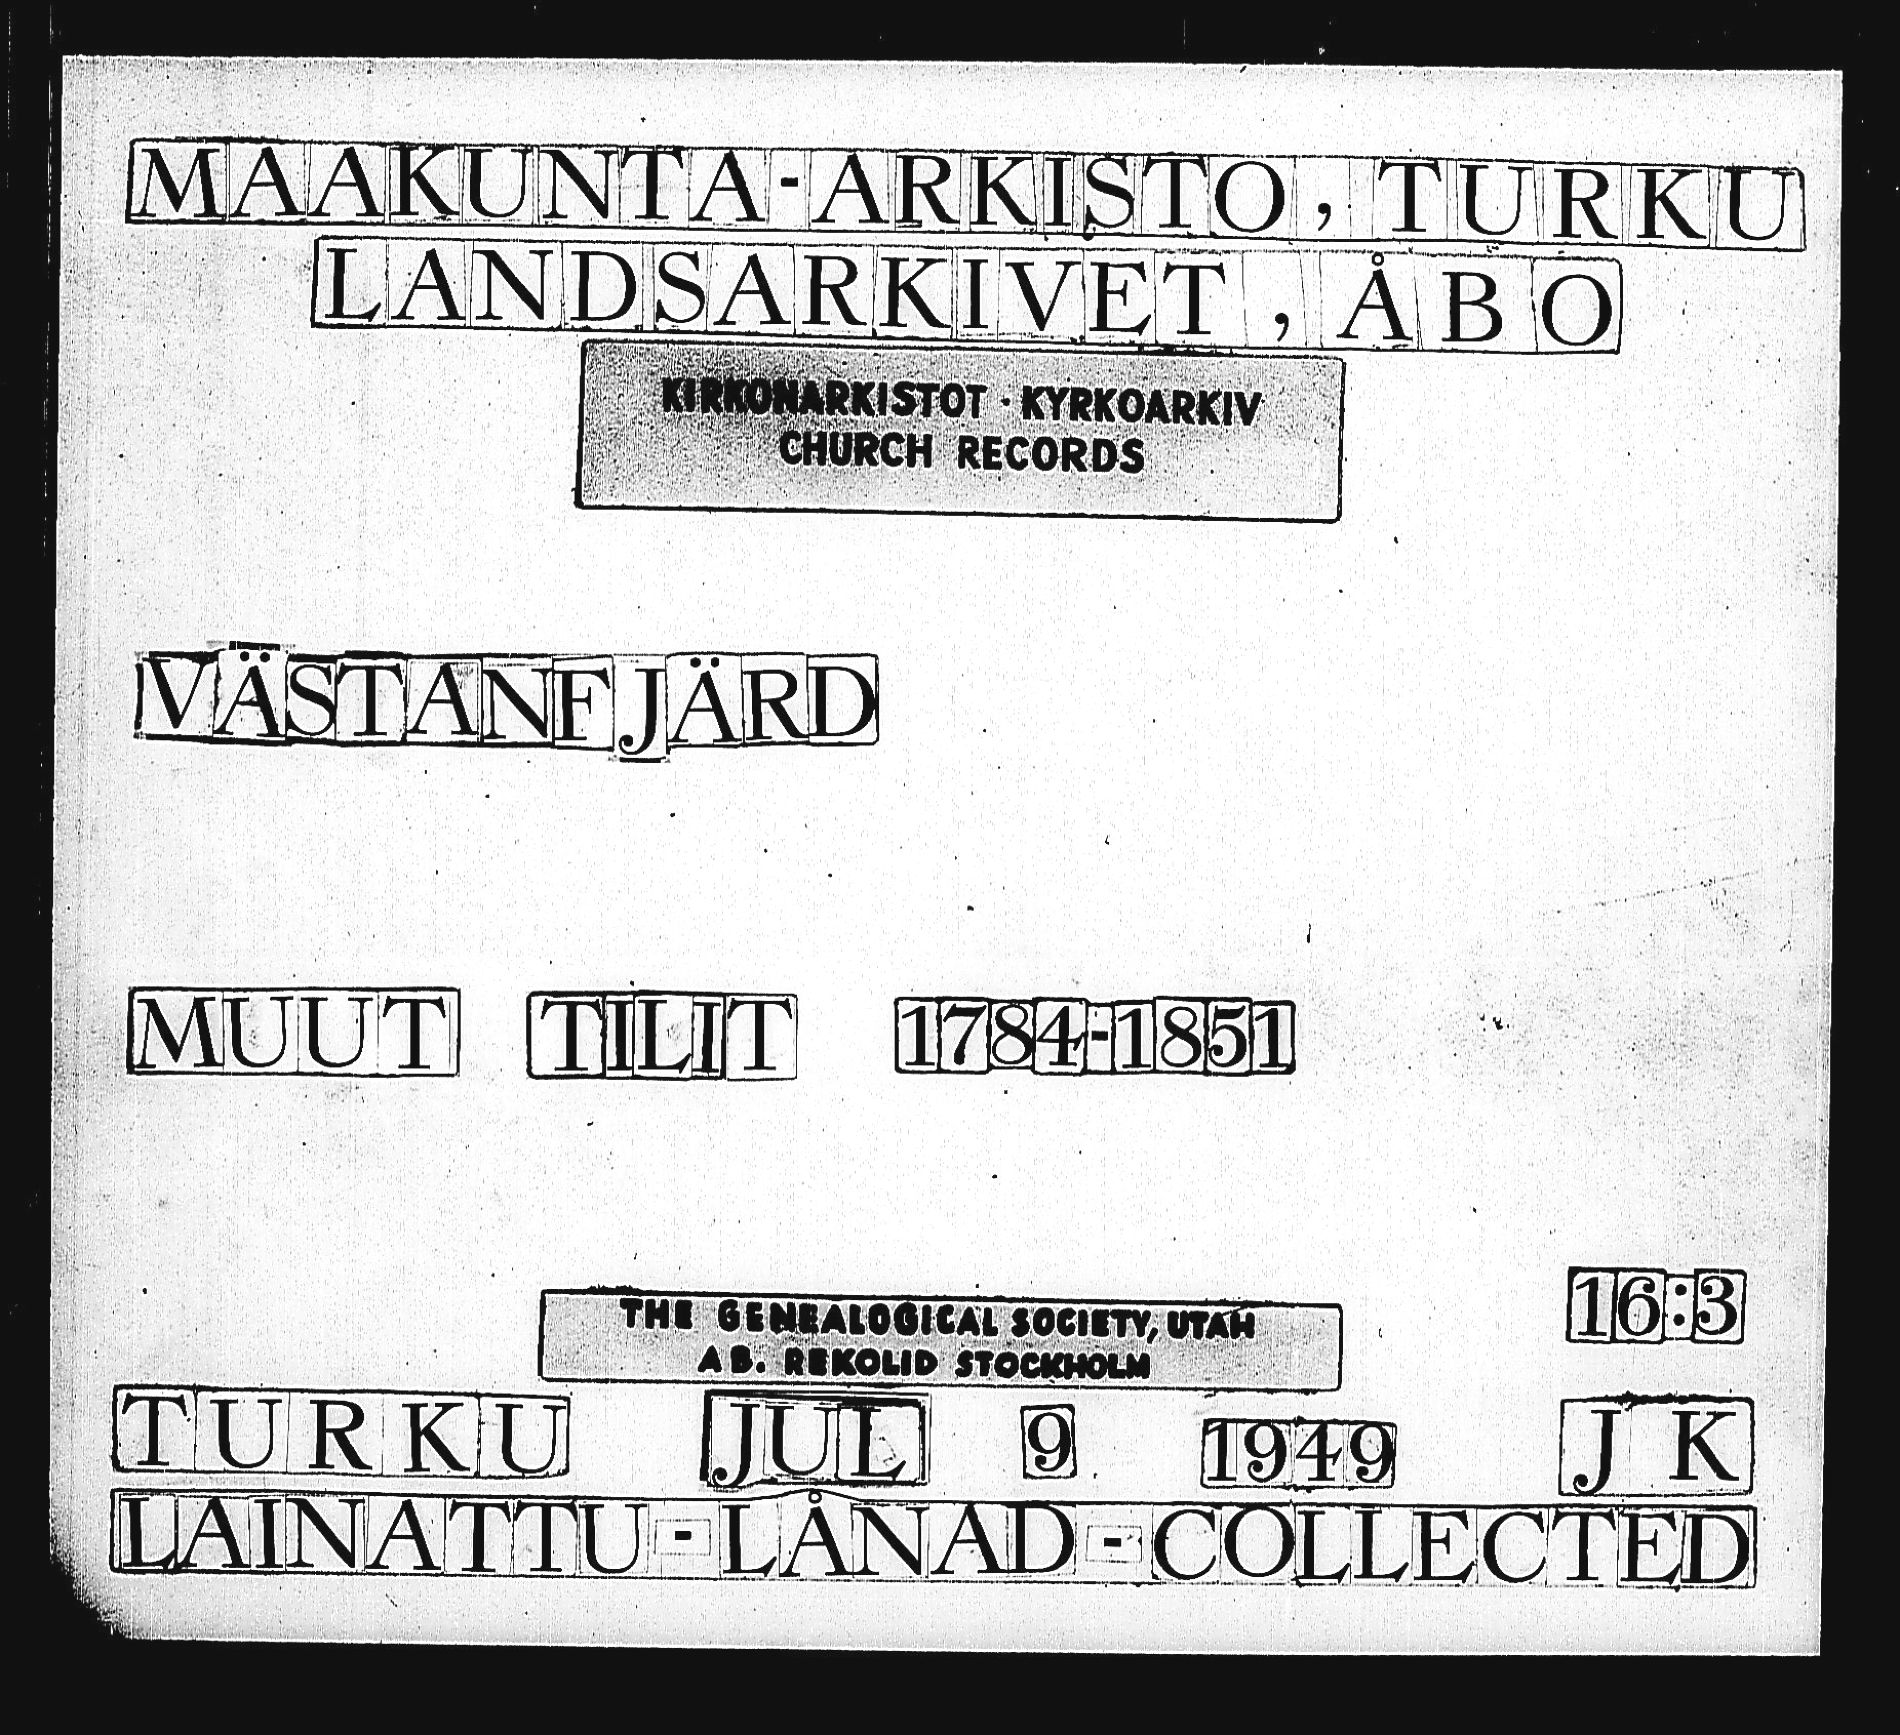 MAAKUNTA-ARKISTO, TURKU
LANDSARKIVET, ÅBO
KIRKONARKISTOT · KYRKOARKIV
CHURCH RECORDS
VÄSTANFJÄRD
MUUT TILIT 1784-1851
16:3
THE GENEALOGICAL SOCIETY, UTAH
AB. REKOLID STOCKHOLM
TURKU JUL 9 1949 J K
LAINATTU-LÅNAD-COLLECTED